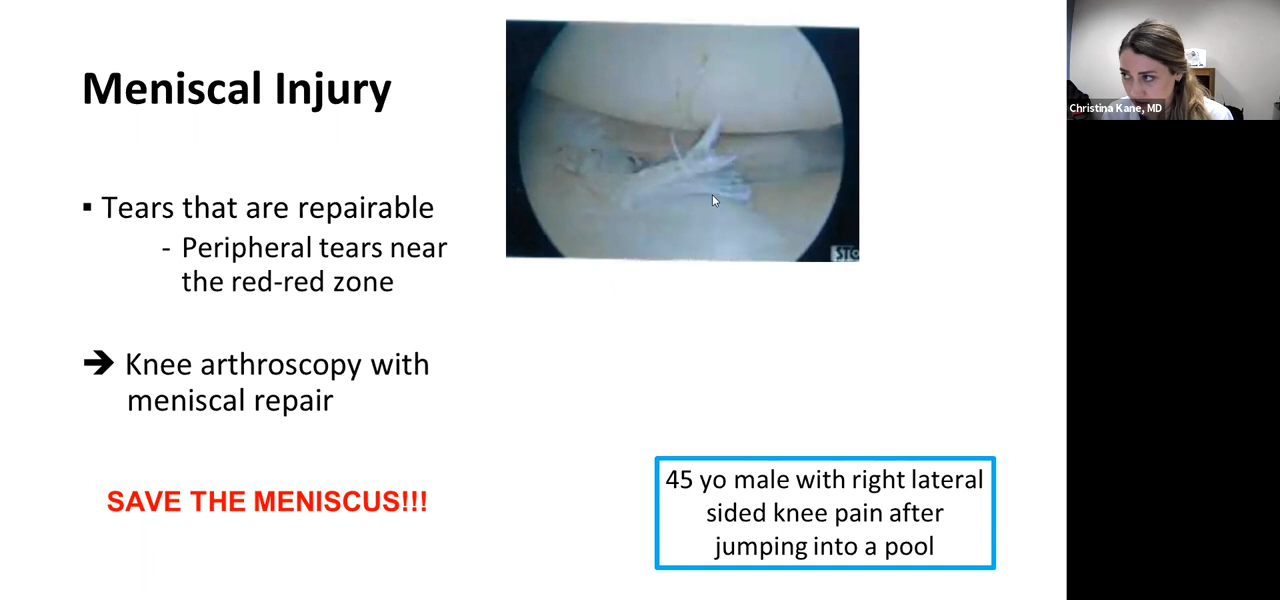 Meniscal Injury
▪ Tears that are repairable
- Peripheral tears near
the red-red zone
➔ Knee arthroscopy with
meniscal repair
SAVE THE MENISCUS!!!
STO
45 yo male with right lateral
sided knee pain after
jumping into a pool
Christina Kane, MD